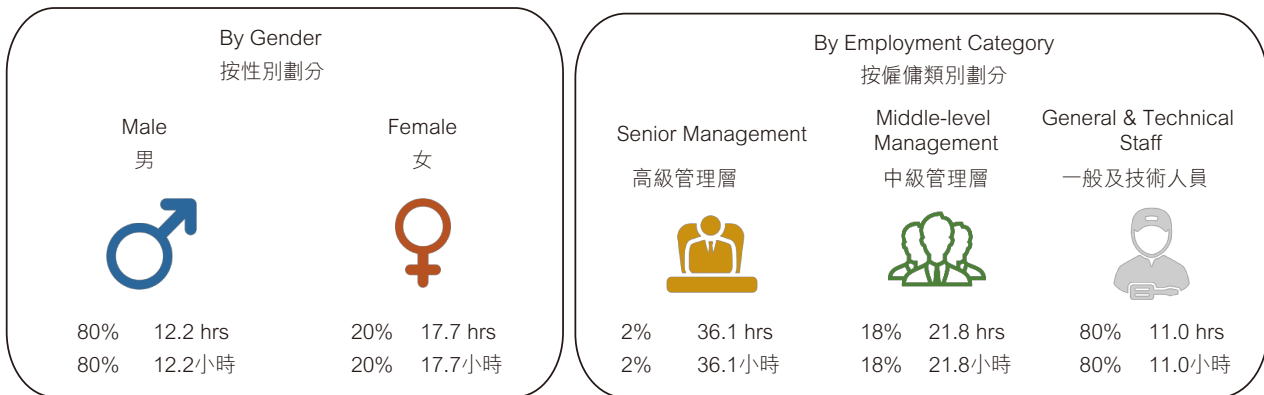 By Gender
按性別劃分
Male
男
80% 12.2 hrs
80% 12.2小時
Female
女
20% 17.7 hrs
20% 17.7小時
By Employment Category
按僱傭類別劃分
Senior Management
高級管理層
2% 36.1 hrs
2% 36.1小時
Middle-level
Management
中級管理層
18% 21.8 hrs
18% 21.8小時
General & Technical
Staff
一般及技術人員
80% 11.0 hrs
80% 11.0小時